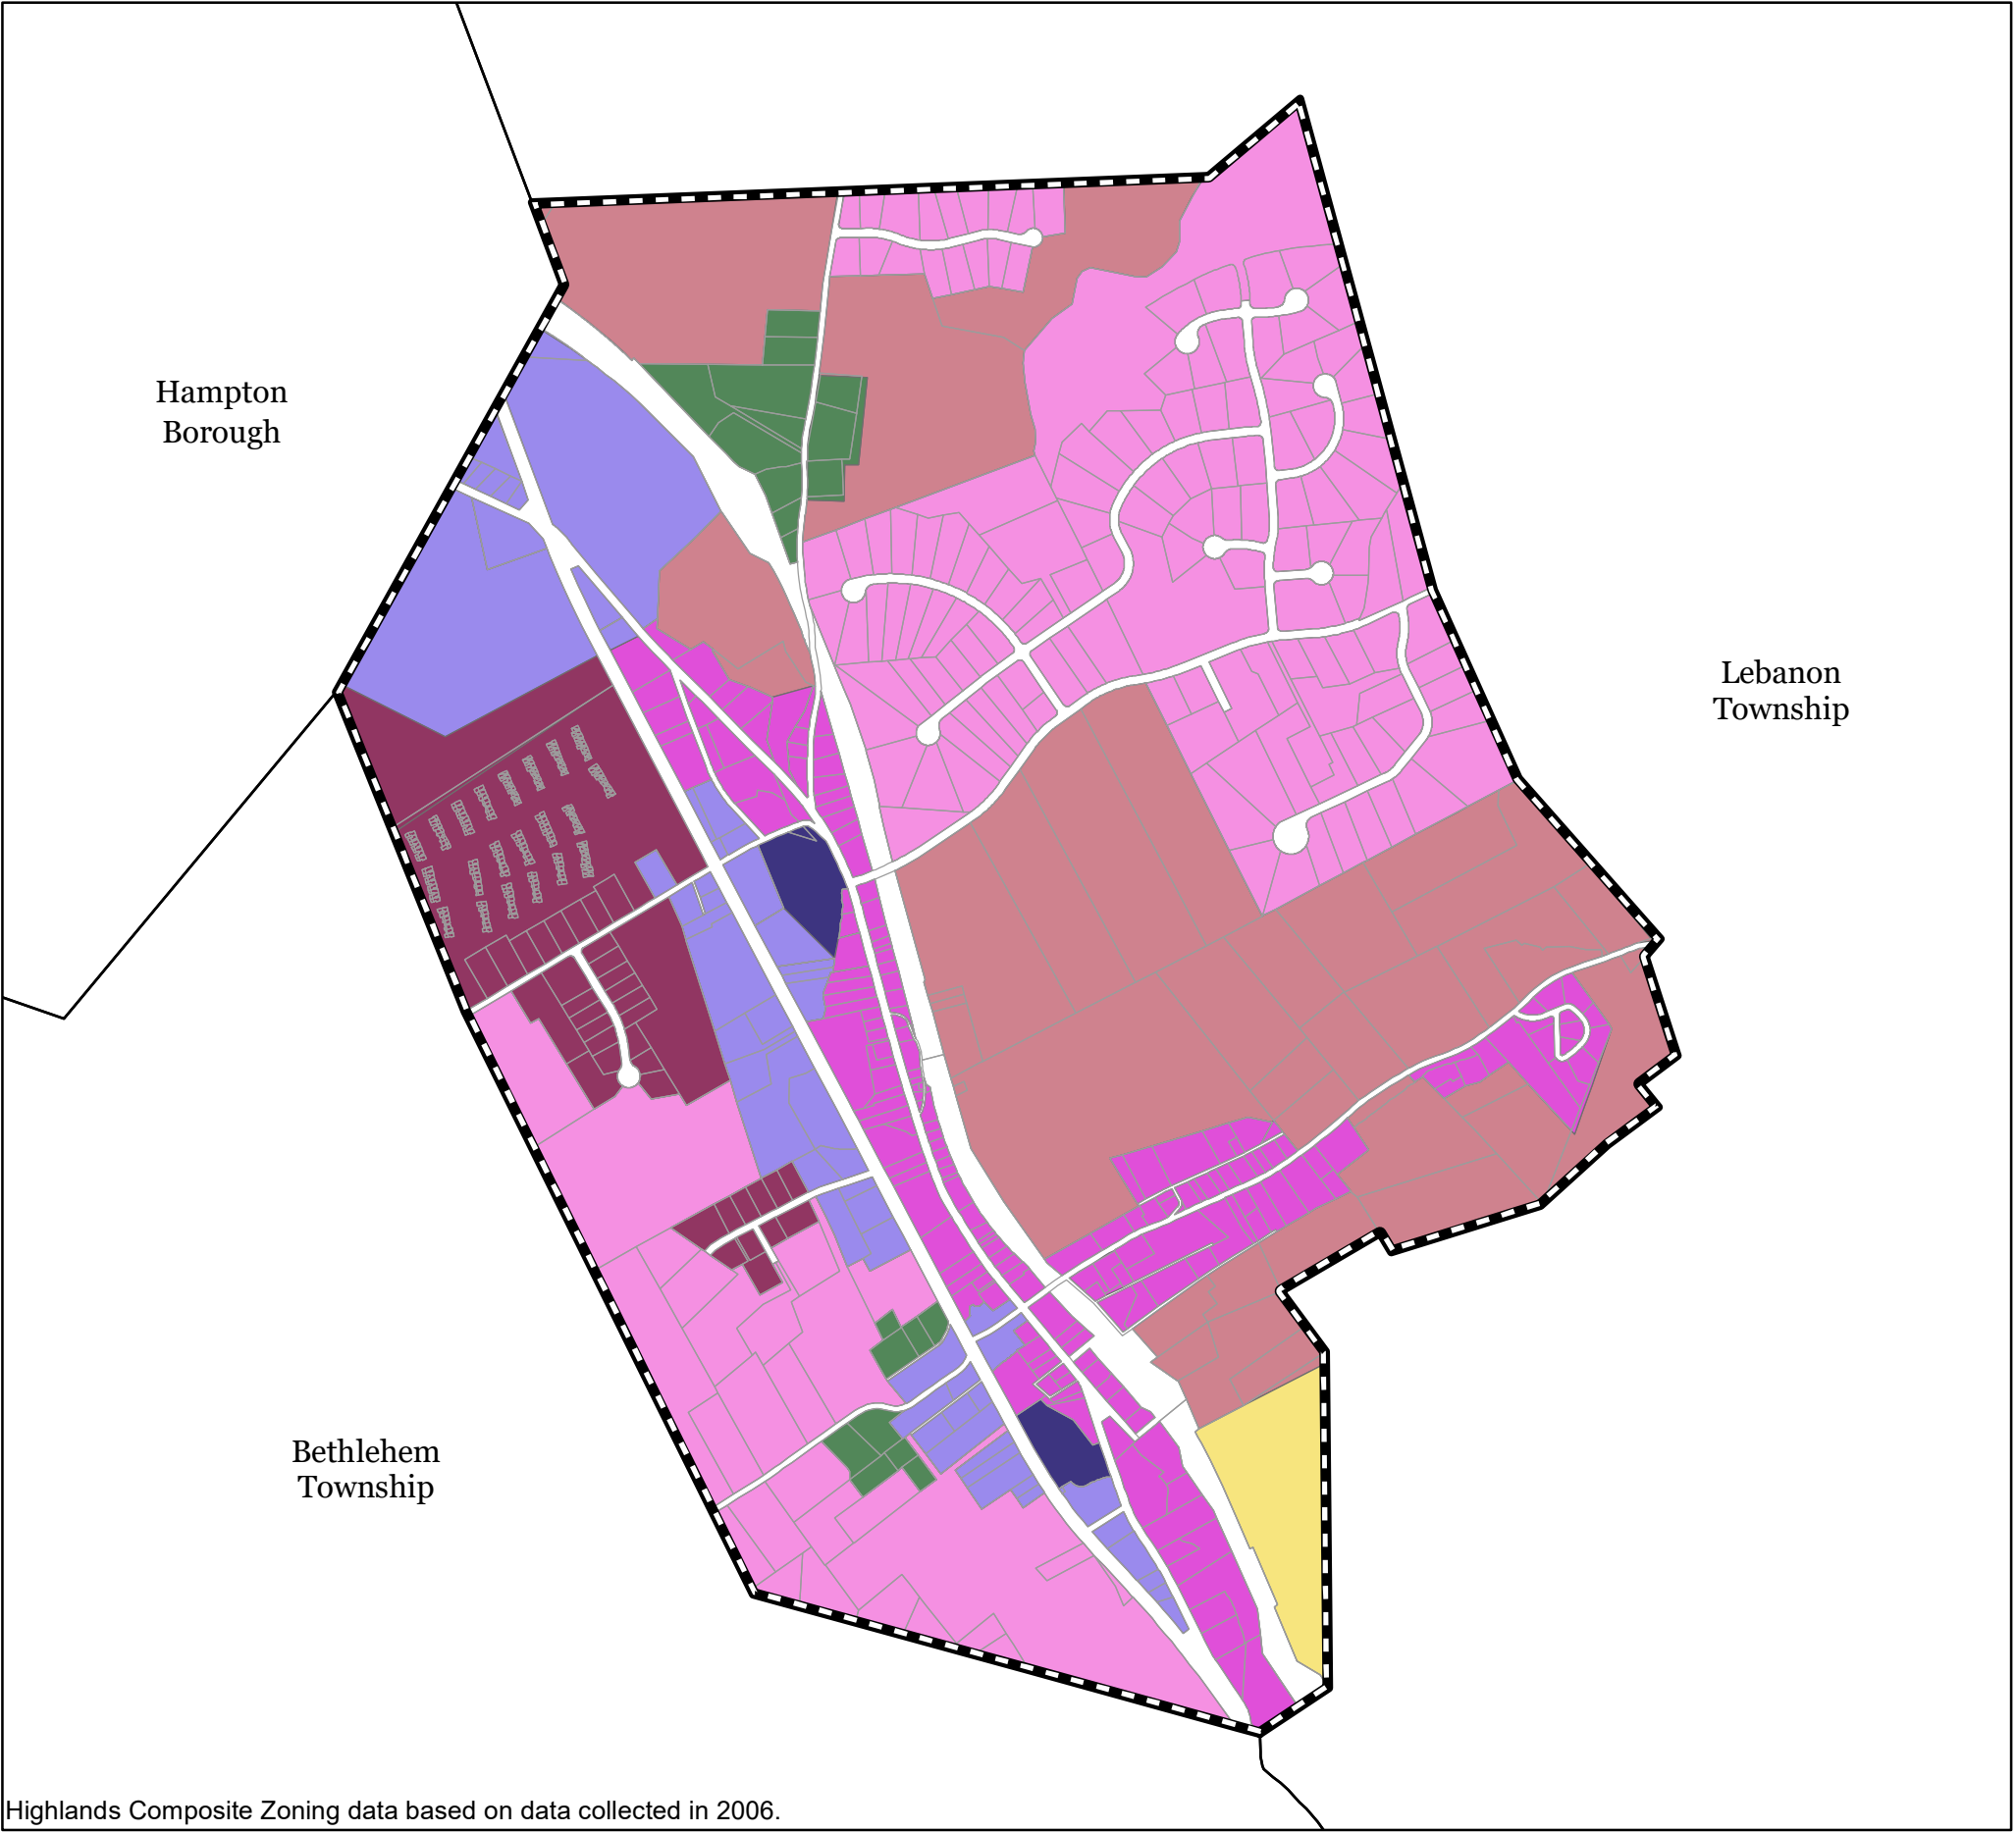 Hampton
Borough
Lebanon
Township
Bethlehem
Township
Highlands Composite Zoning data based on data collected in 2006.